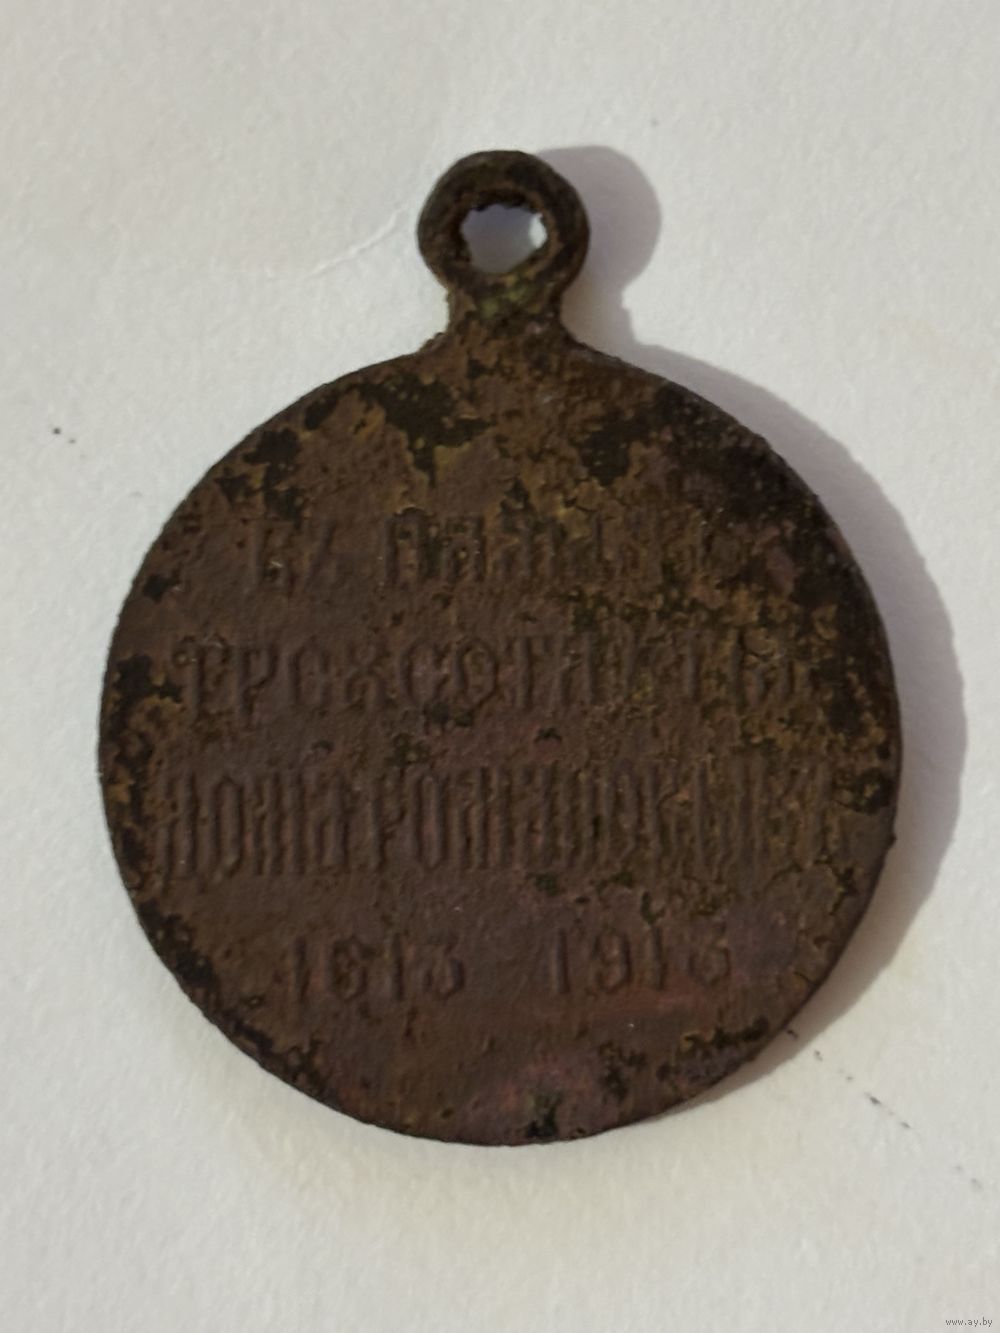 ВЪ ПАМЯТЬ
ТРЕХСОТЛѢТІЯ
ДОМА РОМАНОВЫХЪ
1613 1913
www.ay.by